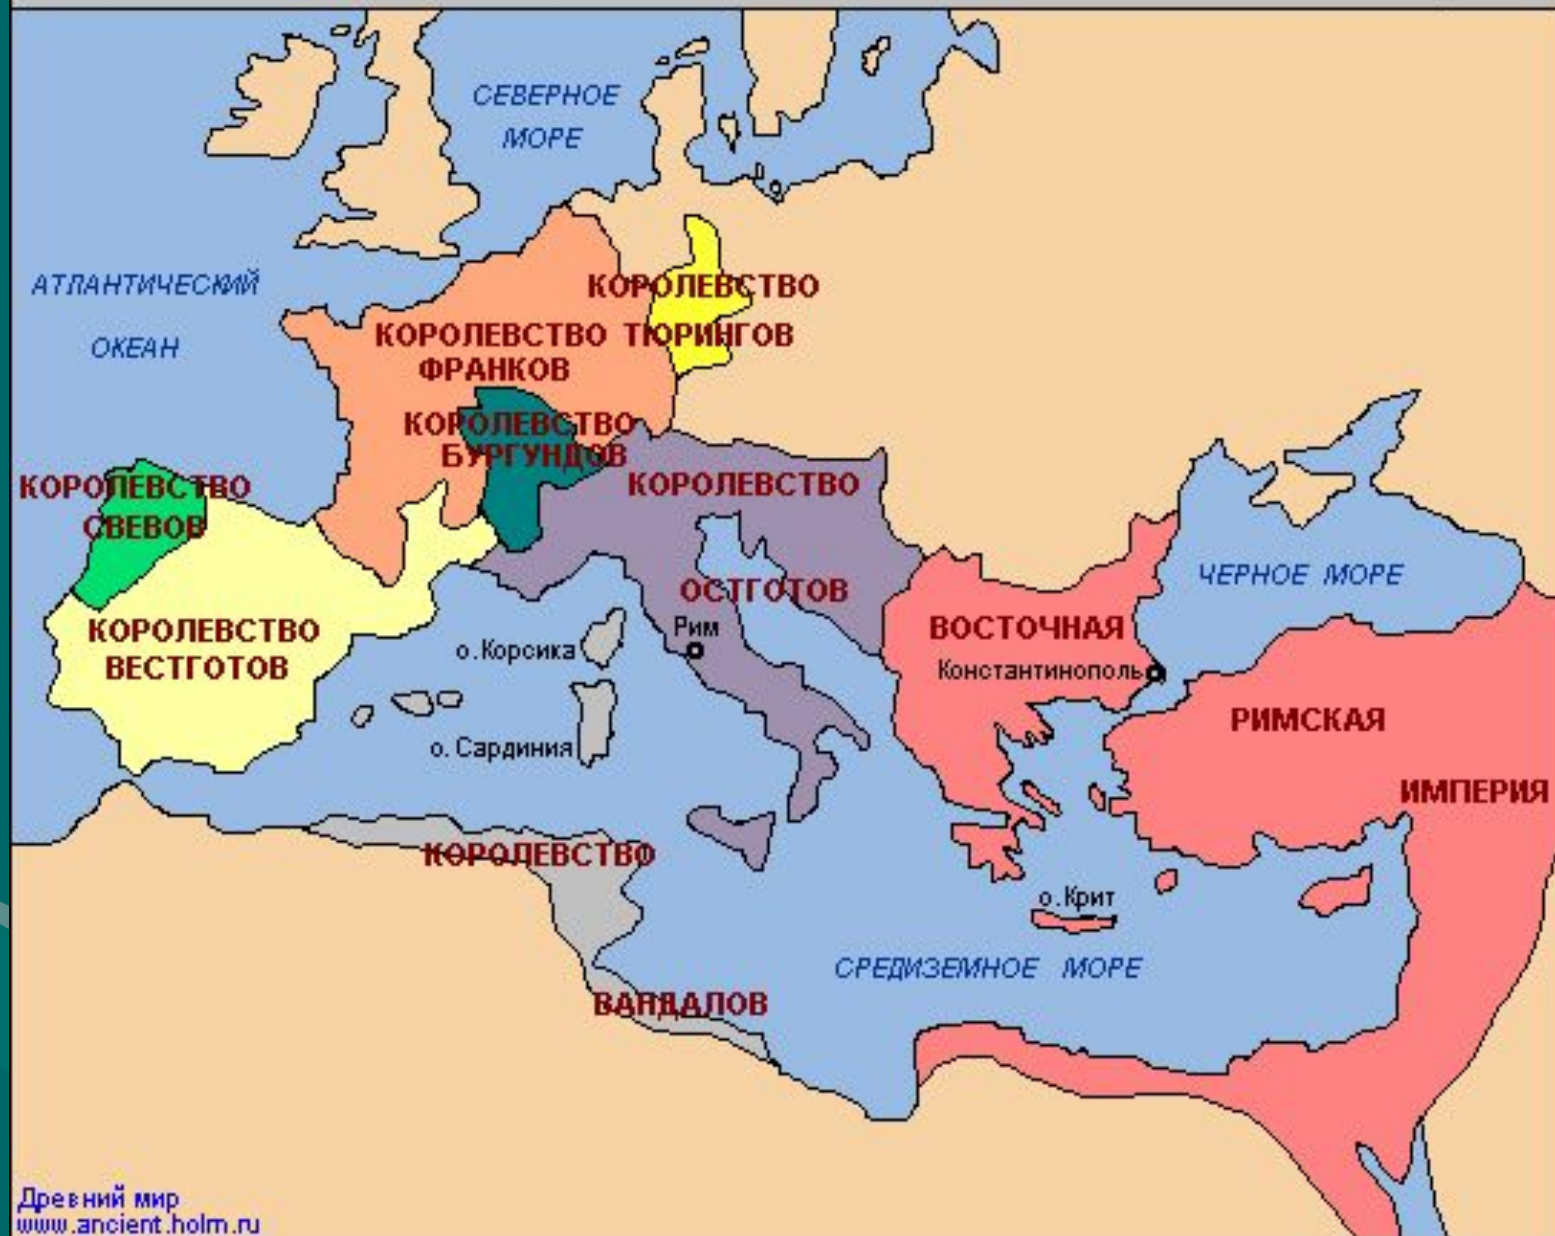 СЕВЕРНОЕ
МОРЕ
АТЛАНТИЧЕСКИЙ
ОКЕАН
КОРОЛЕВСТВО
ТЮРИНГОВ
КОРОЛЕВСТВО
ФРАНКОВ
КОРОЛЕВСТВО
БУРГУНДОВ
КОРОЛЕВСТВО
СВЕВОВ
КОРОЛЕВСТВО
ОСТГОТОВ
ЧЕРНОЕ МОРЕ
КОРОЛЕВСТВО
ВЕСТГОТОВ
о.Корсика
Рим
ВОСТОЧНАЯ
Константинополь
РИМСКАЯ
ИМПЕРИЯ
о.Сардиния
КОРОЛЕВСТВО
ВАНДАЛОВ
о.Крит
СРЕДИЗЕМНОЕ МОРЕ
Древний мир
www.ancient.holm.ru